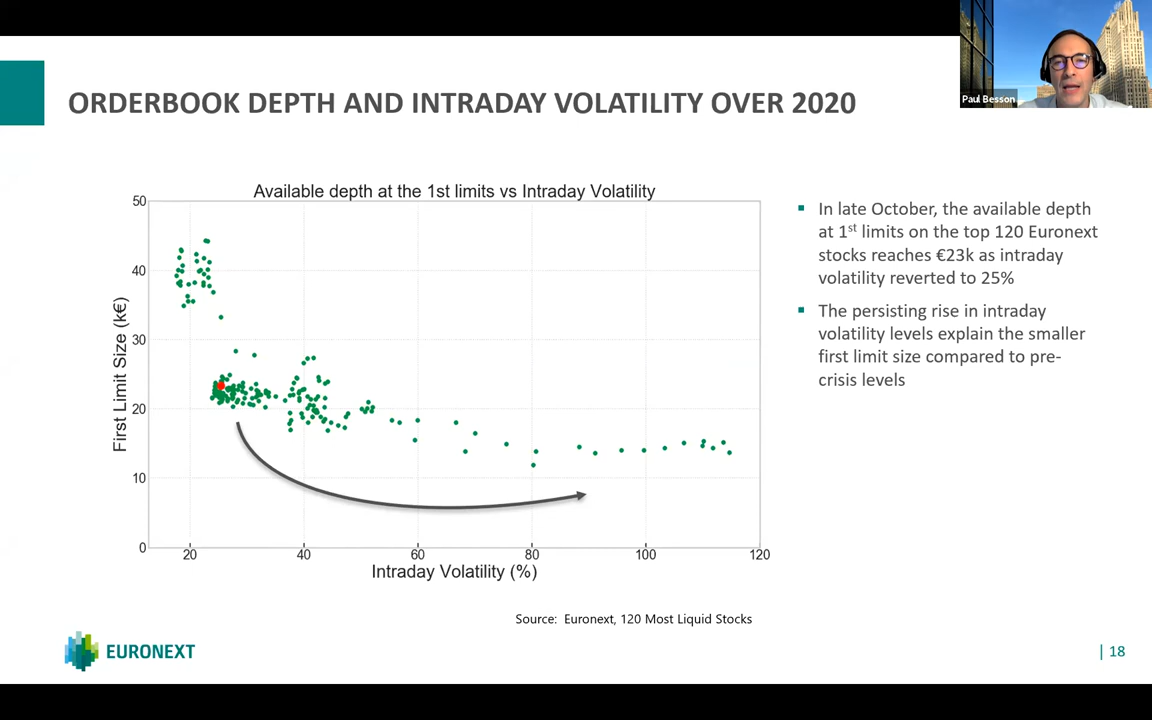 Paul Besson
ORDERBOOK DEPTH AND INTRADAY VOLATILITY OVER 2020
Available depth at the 1st limits vs Intraday Volatility
50
40
30
20
10
0
First Limit Size (k€)
20 40 60 80 100 120
Intraday Volatility (%)
Source: Euronext, 120 Most Liquid Stocks
▪ In late October, the available depth
at 1st limits on the top 120 Euronext
stocks reaches €23k as intraday
volatility reverted to 25%
▪ The persisting rise in intraday
volatility levels explain the smaller
first limit size compared to pre-
crisis levels
EURONEXT
| 18